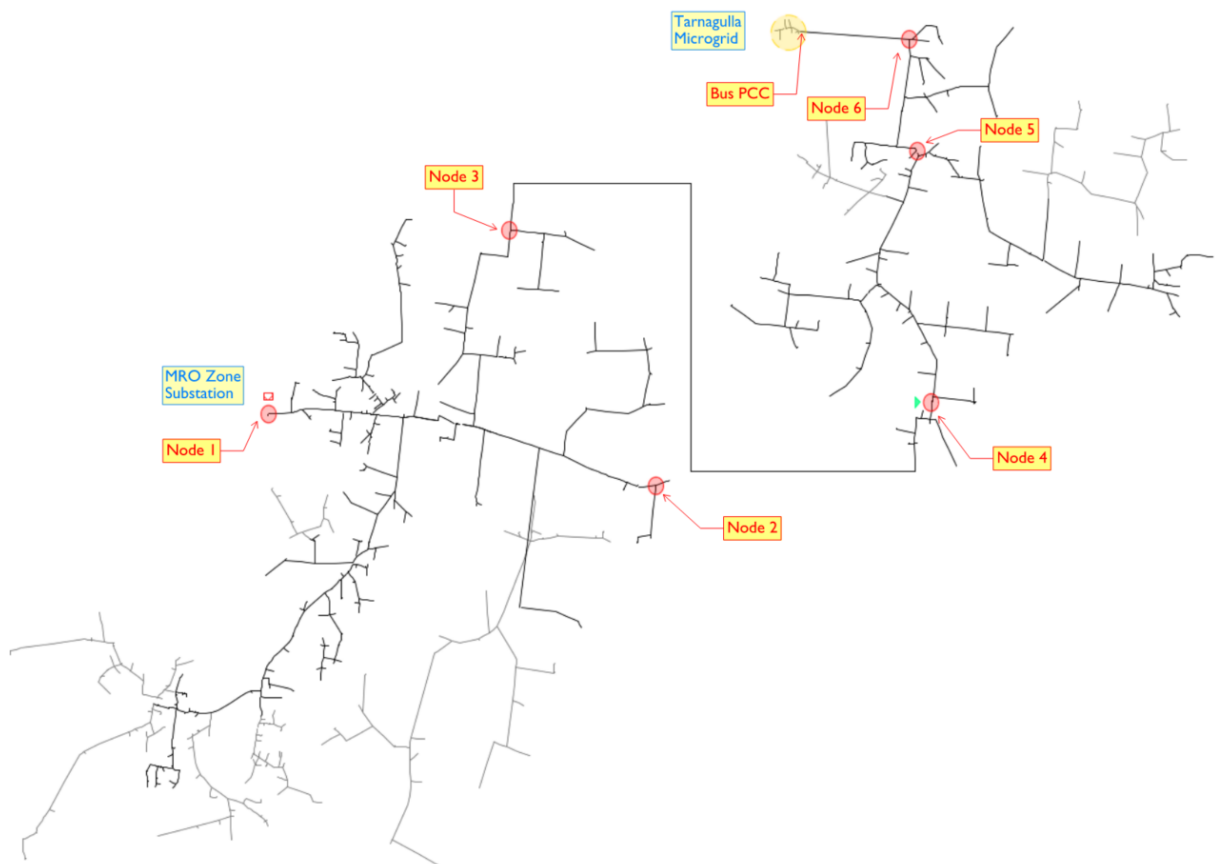 Tarnagulla
Microgrid
Bus PCC
Node 6
Node 5
Node 3
MRO Zone
Substation
Node 1
Node 4
Node 2